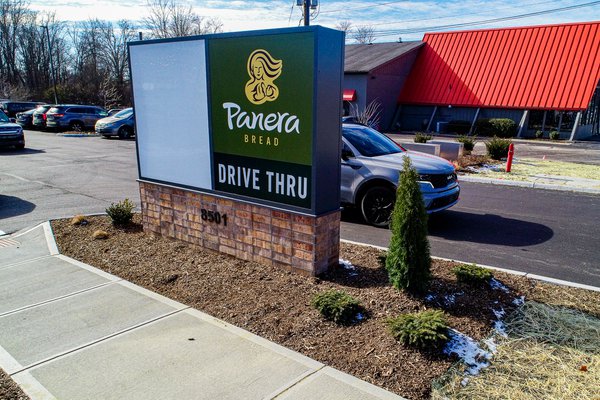 Panera
BREAD
DRIVE THRU
8501